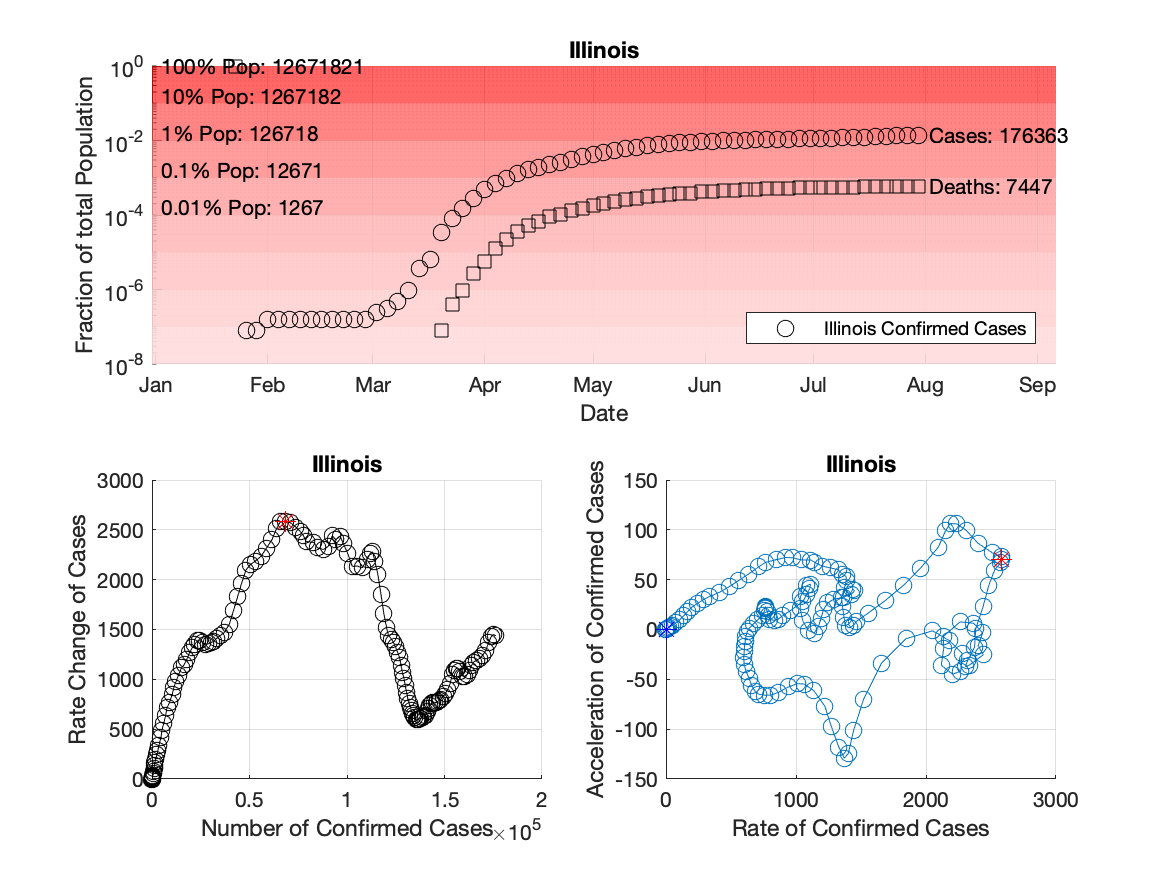 Illinois
10^0
10^-2
10^-4
10^-6
10^-8
Fraction of total Population
100% Pop: 12671821
10% Pop: 1267182
1% Pop: 126718
0.1% Pop: 12671
0.01% Pop: 1267
Cases: 176363
Deaths: 7447
Illinois Confirmed Cases
Jan Feb Mar Apr May Jun Jul Aug Sep
Date
Illinois
3000
2500
2000
1500
1000
500
0
Rate Change of Cases
0 0.5 1 1.5 2
Number of Confirmed Cases ×10^5
Illinois
150
100
50
0
-50
-100
-150
Acceleration of Confirmed Cases
0 1000 2000 3000
Rate of Confirmed Cases